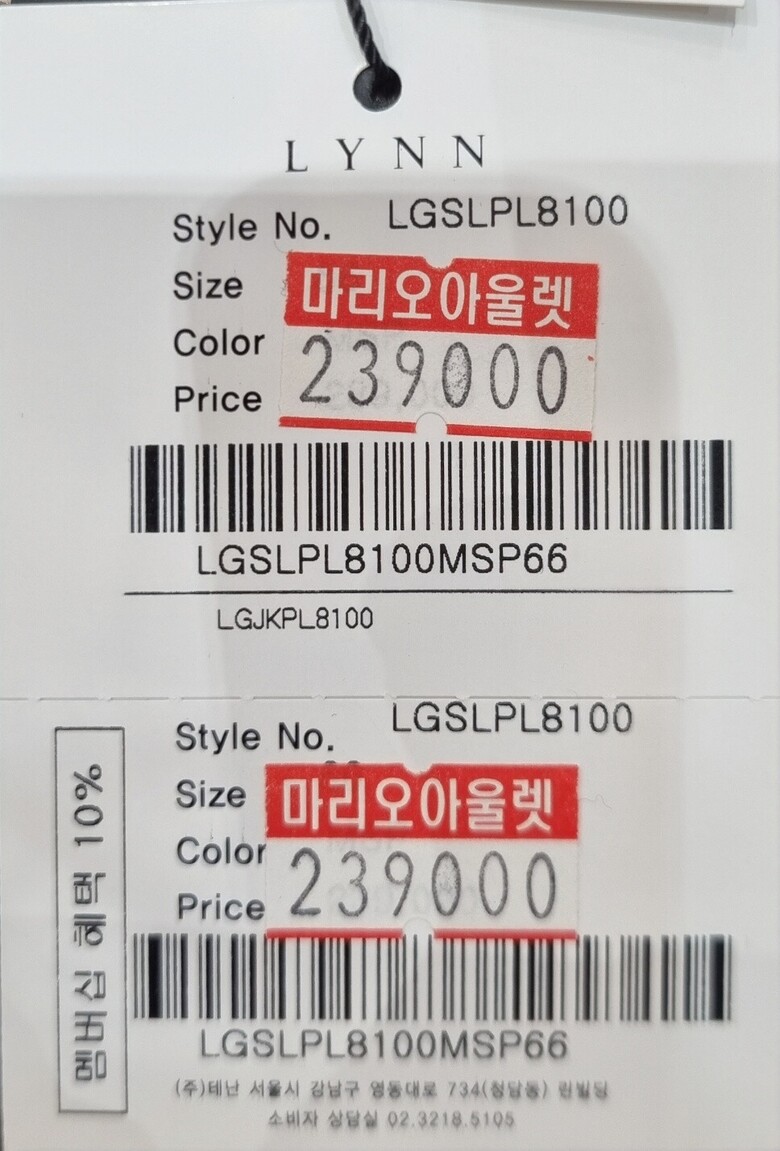 LYNN
Style No. LGSLPL8100
Size
마리오아울렛
Color
239000
Price
LGSLPL8100MSP66
LGJKPL8100
Style No. LGSLPL8100
Size
마리오아울렛
Color
239000
Price
LGSLPL8100MSP66
(주)테난 서울시 강남구 영동대로 734(청담동) 린빌딩
소비자 상담실 02.3218.5105
멤버십 혜택 10%